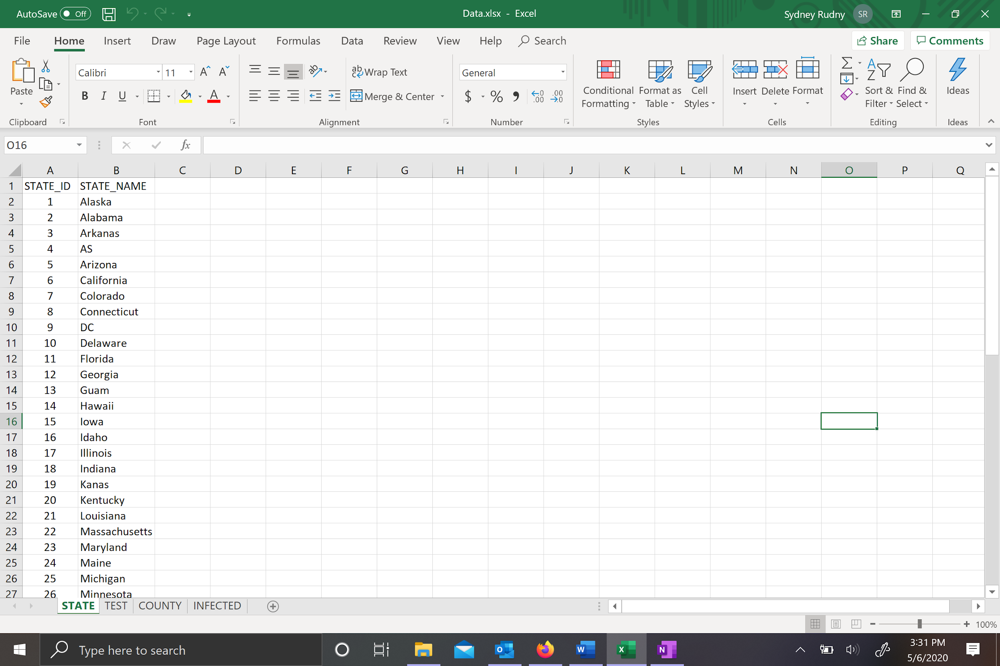 AutoSave Off Data.xlsx - Excel Sydney Rudny SR
File Home Insert Draw Page Layout Formulas Data Review View Help Search Share Comments
Paste Calibri 11 A A Wrap Text General Conditional Formatting Format as Table Cell Styles Insert Delete Format Sort & Filter Find & Select Ideas
B I U A Merge & Center $ % , .00 .0
Clipboard Font Alignment Number Styles Cells Editing Ideas
O16 fx
A B C D E F G H I J K L M N O P Q
1 STATE_ID STATE_NAME
2 1 Alaska
3 2 Alabama
4 3 Arkanas
5 4 AS
6 5 Arizona
7 6 California
8 7 Colorado
9 8 Connecticut
10 9 DC
11 10 Delaware
12 11 Florida
13 12 Georgia
14 13 Guam
15 14 Hawaii
16 15 Iowa
17 16 Idaho
18 17 Illinois
19 18 Indiana
20 19 Kanas
21 20 Kentucky
22 21 Louisiana
23 22 Massachusetts
24 23 Maryland
25 24 Maine
26 25 Michigan
27 26 Minnesota
STATE TEST COUNTY INFECTED
100%
Type here to search 3:31 PM
5/6/2020